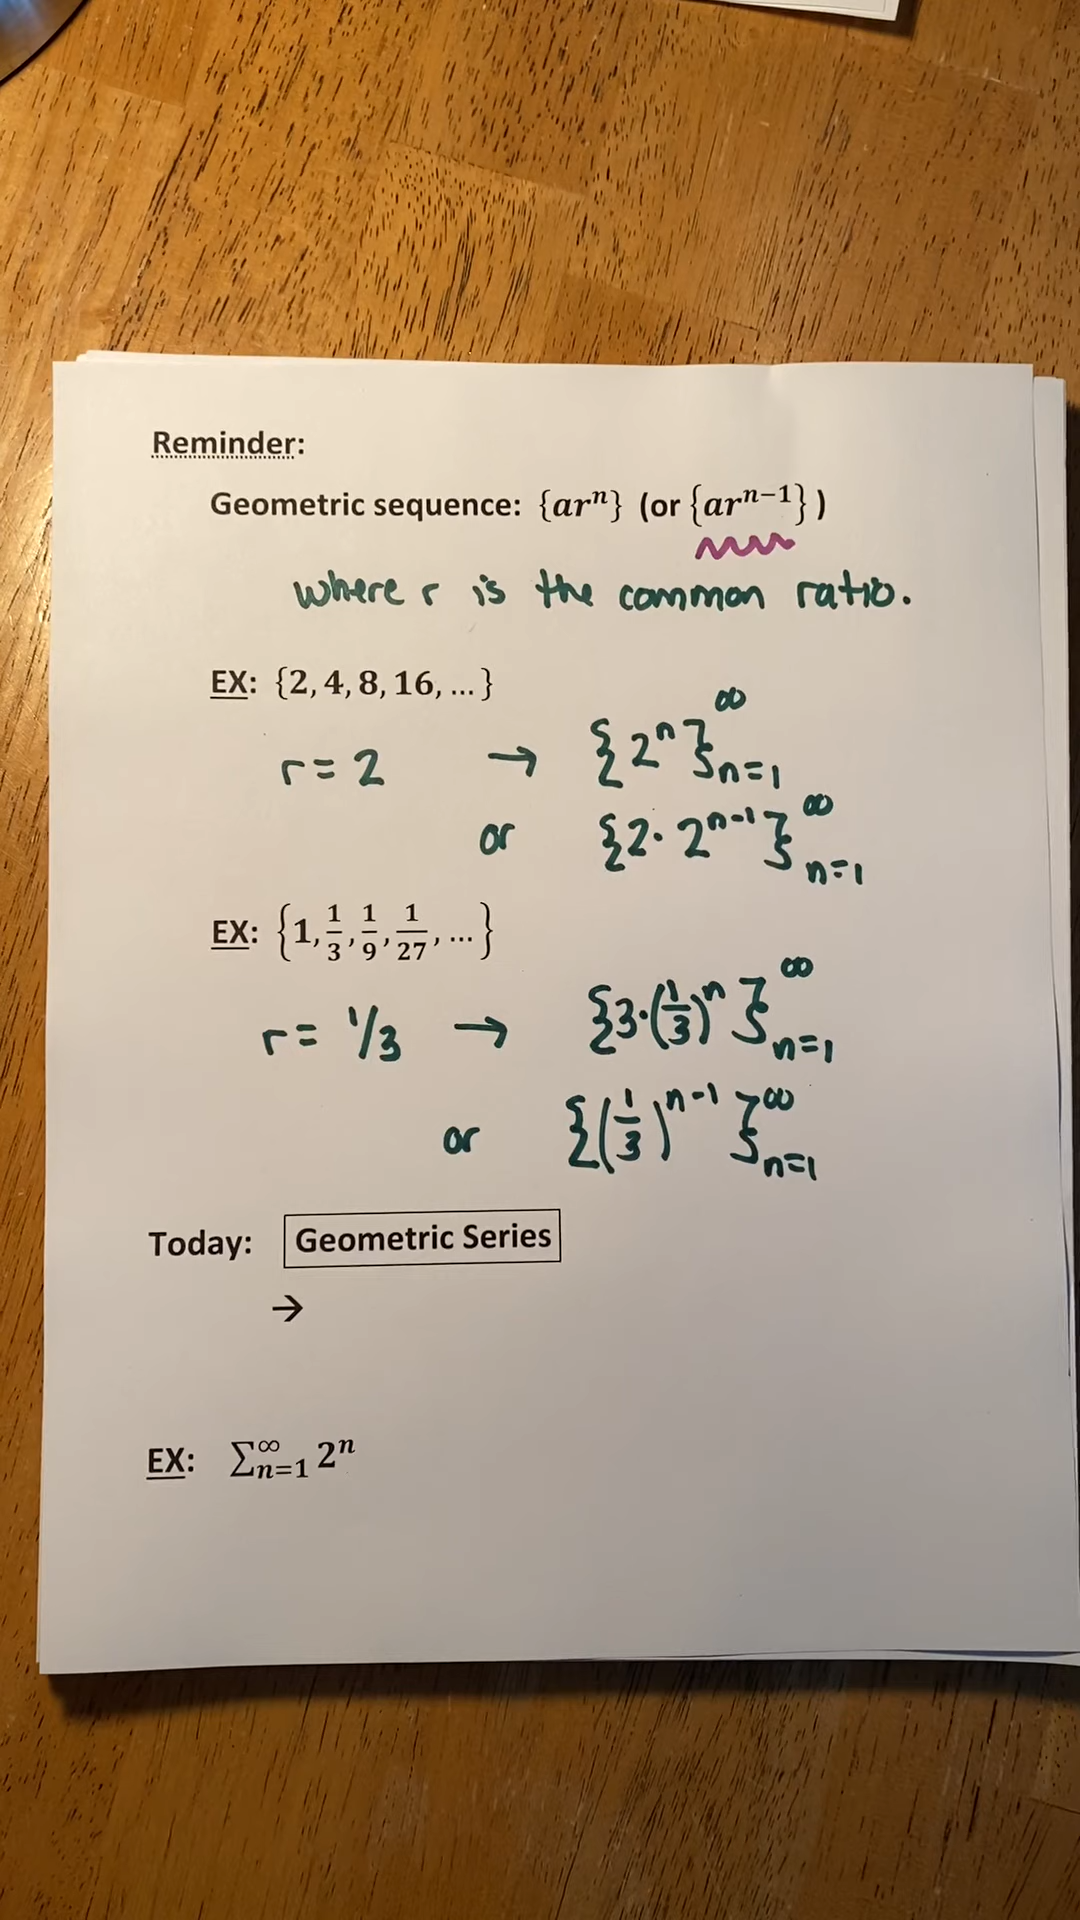 Reminder:
Geometric sequence: {arⁿ} (or {arⁿ⁻¹})
where r is the common ratio.
EX: {2, 4, 8, 16, ...}
r = 2 → {2ⁿ}^∞_{n=1}
or {2 · 2ⁿ⁻¹}^∞_{n=1}
EX: {1, 1/3, 1/9, 1/27, ...}
r = 1/3 → {3·(1/3)ⁿ}^∞_{n=1}
or {(1/3)ⁿ⁻¹}^∞_{n=1}
Today: Geometric Series
→
EX: ∑^∞_{n=1} 2ⁿ